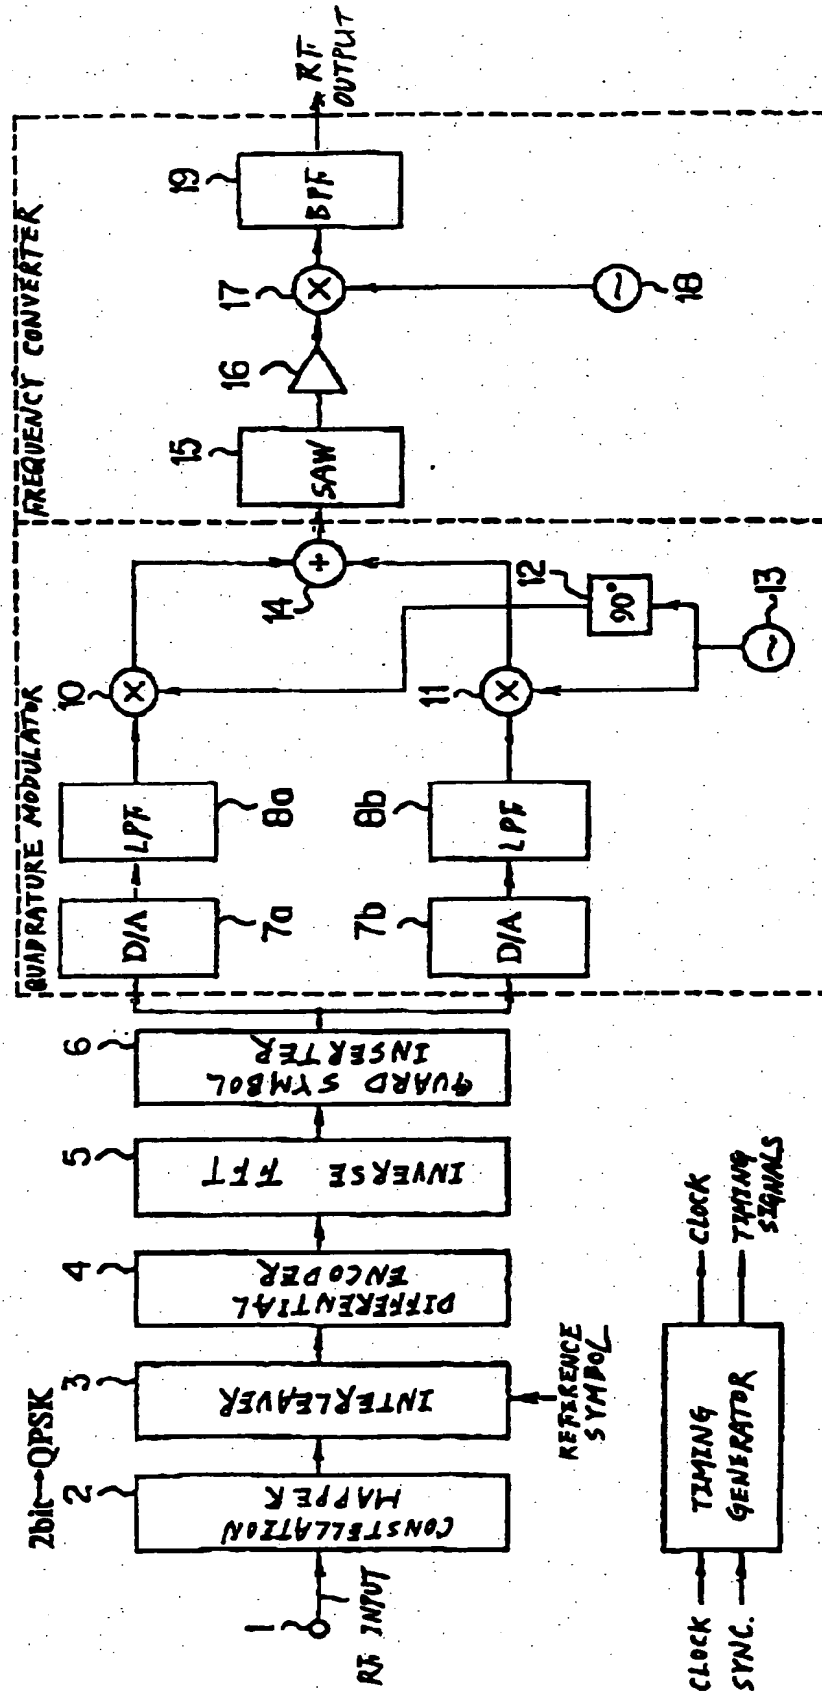 2bit→QPSK
1
RF INPUT
2
CONSTELLATION
MAPPER
3
INTERLEAVER
REFERENCE
SYMBOL
4
DIFFERENTIAL
ENCODER
5
INVERSE FFT
6
GUARD SYMBOL
INSERTER
QUADRATURE MODULATOR
D/A
7a
LPF
8a
10
×
D/A
7b
LPF
8b
11
×
12
90°
~
13
14
+
FREQUENCY CONVERTER
15
SAW
16
17
×
~
18
19
BPF
RF
OUTPUT
CLOCK
SYNC.
TIMING
GENERATOR
CLOCK
TIMING
SIGNALS